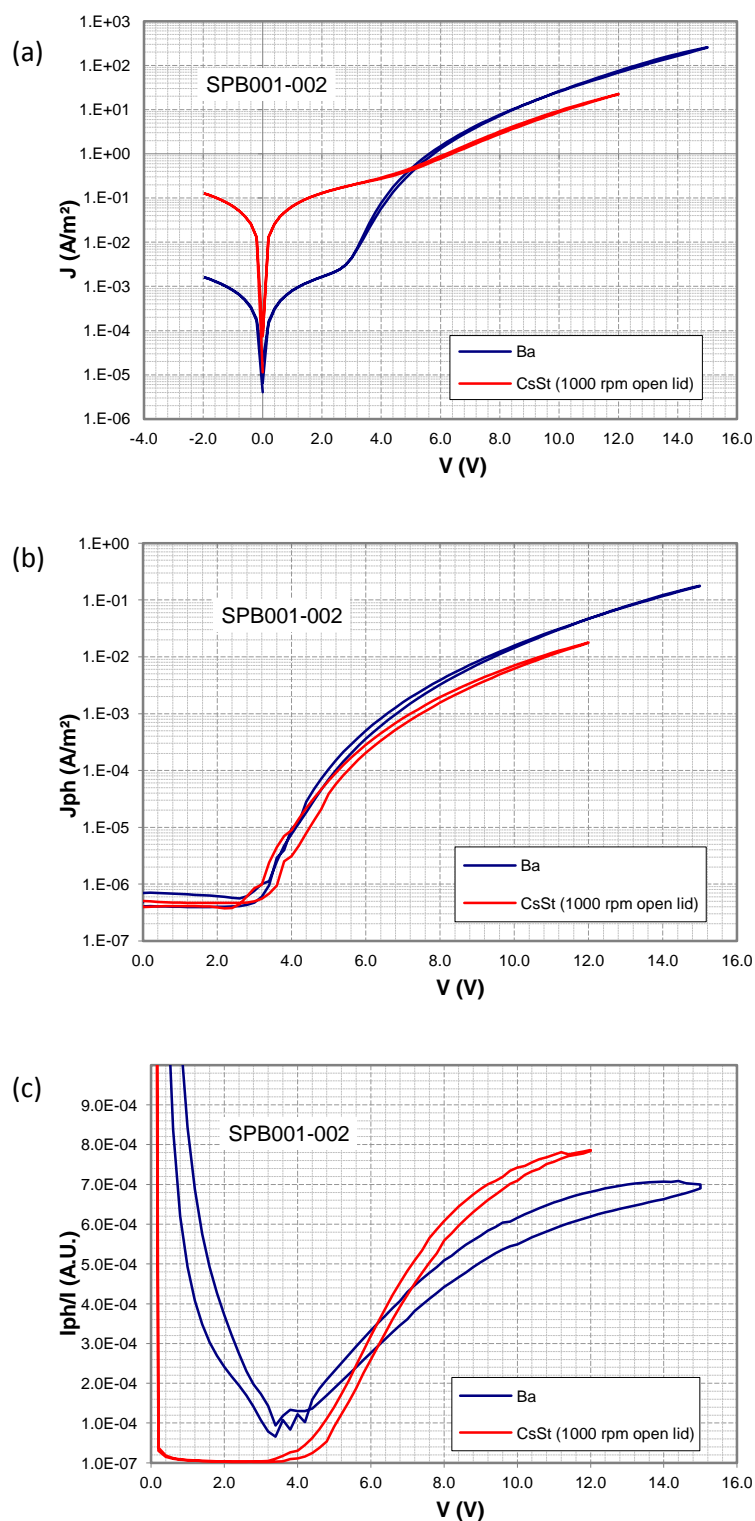 (a)
1.E+03
1.E+02
1.E+01
1.E+00
1.E-01
1.E-02
1.E-03
1.E-04
1.E-05
1.E-06
J (A/m²)
SPB001-002
Ba
CsSt (1000 rpm open lid)
-4.0 -2.0 0.0 2.0 4.0 6.0 8.0 10.0 12.0 14.0 16.0
V (V)
(b)
1.E+00
1.E-01
1.E-02
1.E-03
1.E-04
1.E-05
1.E-06
1.E-07
Jph (A/m²)
SPB001-002
Ba
CsSt (1000 rpm open lid)
0.0 2.0 4.0 6.0 8.0 10.0 12.0 14.0 16.0
V (V)
(c)
9.0E-04
8.0E-04
7.0E-04
6.0E-04
5.0E-04
4.0E-04
3.0E-04
2.0E-04
1.0E-04
1.0E-07
Iph/I (A.U.)
SPB001-002
Ba
CsSt (1000 rpm open lid)
0.0 2.0 4.0 6.0 8.0 10.0 12.0 14.0 16.0
V (V)